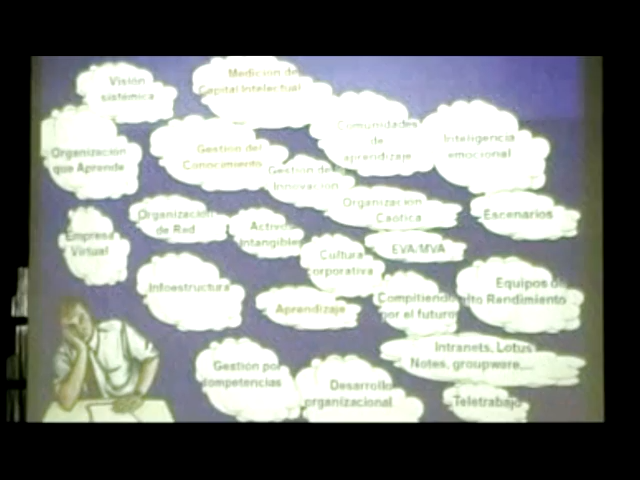 Visión
sistémica
Medición de
Capital Intelectual
Comunidades
de
aprendizaje
Inteligencia
emocional
Organización
que Aprende
Gestión del
Conocimiento
Gestión de
Innovación
Organización
Caótica
Escenarios
Organización
de Red
Activos
Intangibles
Empresa
Virtual
EVA/MVA
Cultura
corporativa
Infoestructura
Aprendizaje
Compitiendo
por el futuro
Equipos de
alto Rendimiento
Intranets, Lotus
Notes, groupware,...
Gestión por
competencias
Desarrollo
organizacional
Teletrabajo